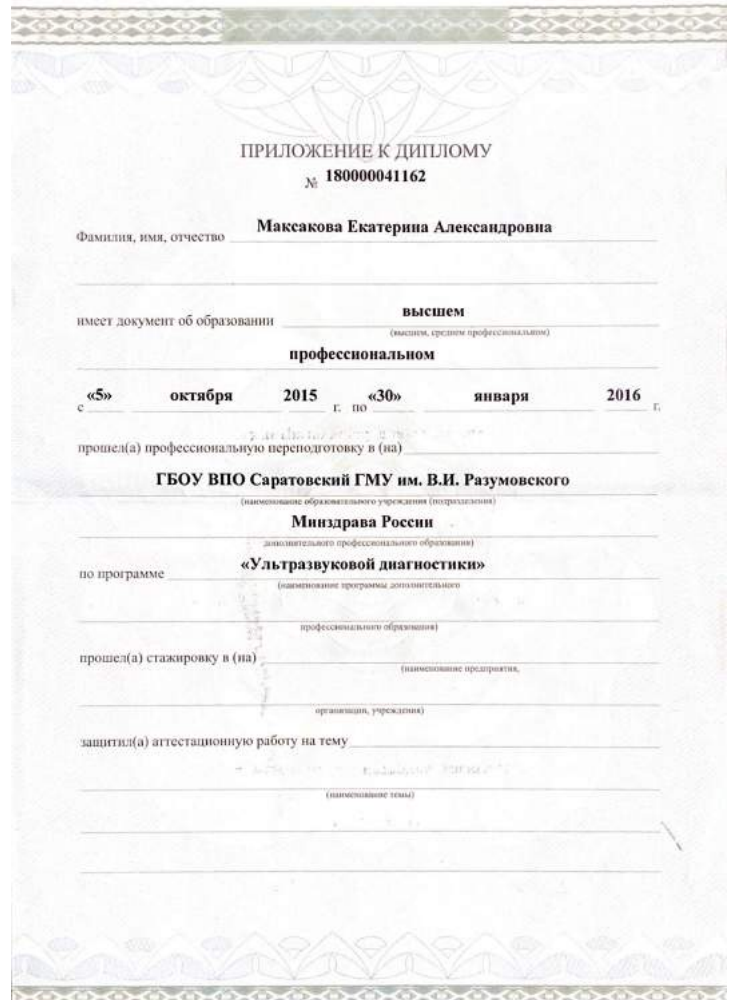 ПРИЛОЖЕНИЕ К ДИПЛОМУ
№ 180000041162
Фамилия, имя, отчество Максакова Екатерина Александровна
имеет документ об образовании высшем
(высшем, среднем профессиональном)
профессиональном
с «5» октября 2015 г. по «30» января 2016 г.
прошел(а) профессиональную переподготовку в (на)
ГБОУ ВПО Саратовский ГМУ им. В.И. Разумовского
(наименование образовательного учреждения (подразделения)
Минздрава России
дополнительного профессионального образования)
по программе «Ультразвуковой диагностики»
(наименование программы дополнительного
профессионального образования)
прошел(а) стажировку в (на)
(наименование предприятия,
организации, учреждения)
защитил(а) аттестационную работу на тему
(наименование темы)